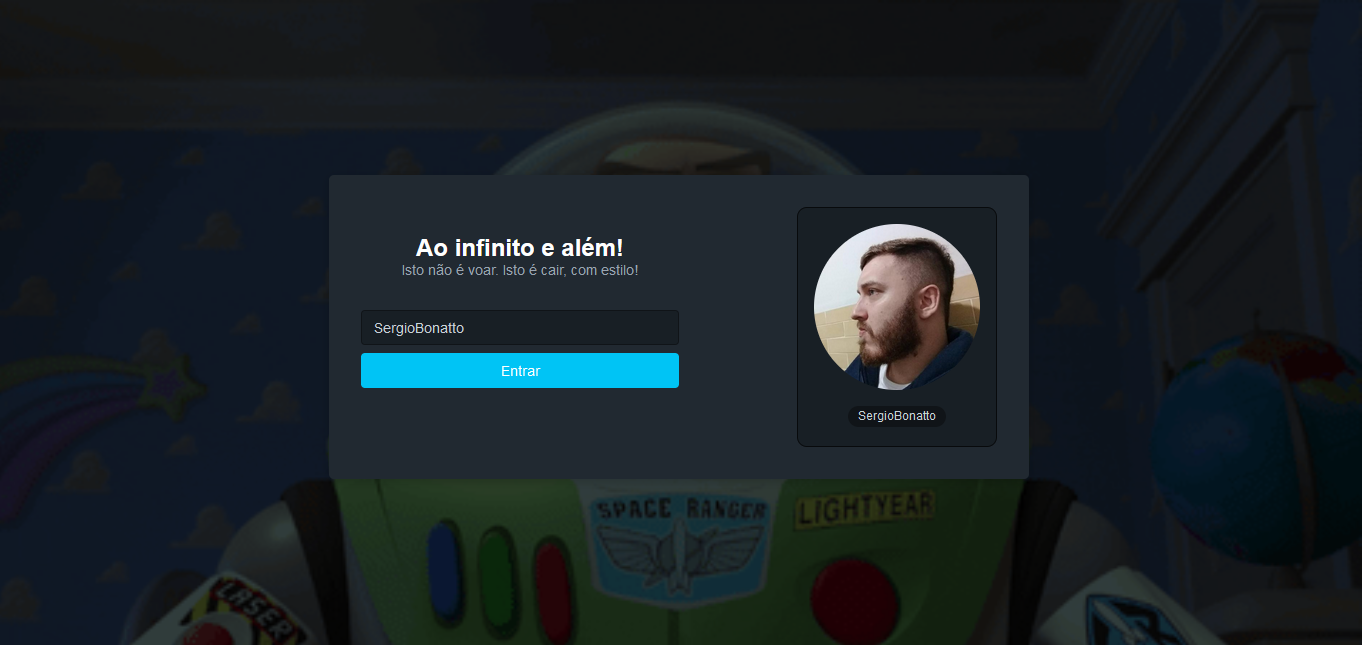 Ao infinito e além!
Isto não é voar. Isto é cair, com estilo!
SergioBonatto
Entrar
SergioBonatto
SPACE RANGER
LIGHTYEAR
LASER